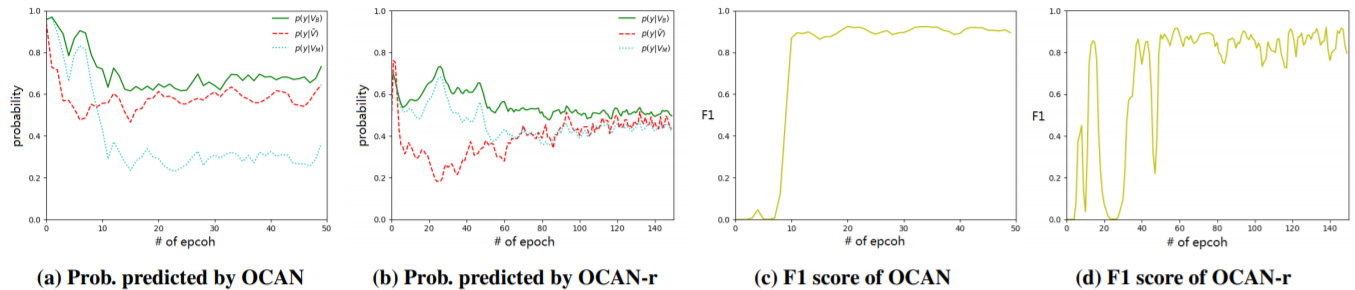 1.0
0.8
0.6
0.4
0.2
0.0
probability
0 10 20 30 40 50
# of epcoh
p(y|V_B)
p(y|Ṽ)
p(y|V_M)
(a) Prob. predicted by OCAN
1.0
0.8
0.6
0.4
0.2
0.0
probability
0 20 40 60 80 100 120 140
# of epcoh
p(y|V_B)
p(y|Ṽ)
p(y|V_M)
(b) Prob. predicted by OCAN-r
1.0
0.8
0.6
0.4
0.2
0.0
F1
0 10 20 30 40 50
# of epcoh
(c) F1 score of OCAN
1.0
0.8
0.6
0.4
0.2
0.0
F1
0 20 40 60 80 100 120 140
# of epcoh
(d) F1 score of OCAN-r